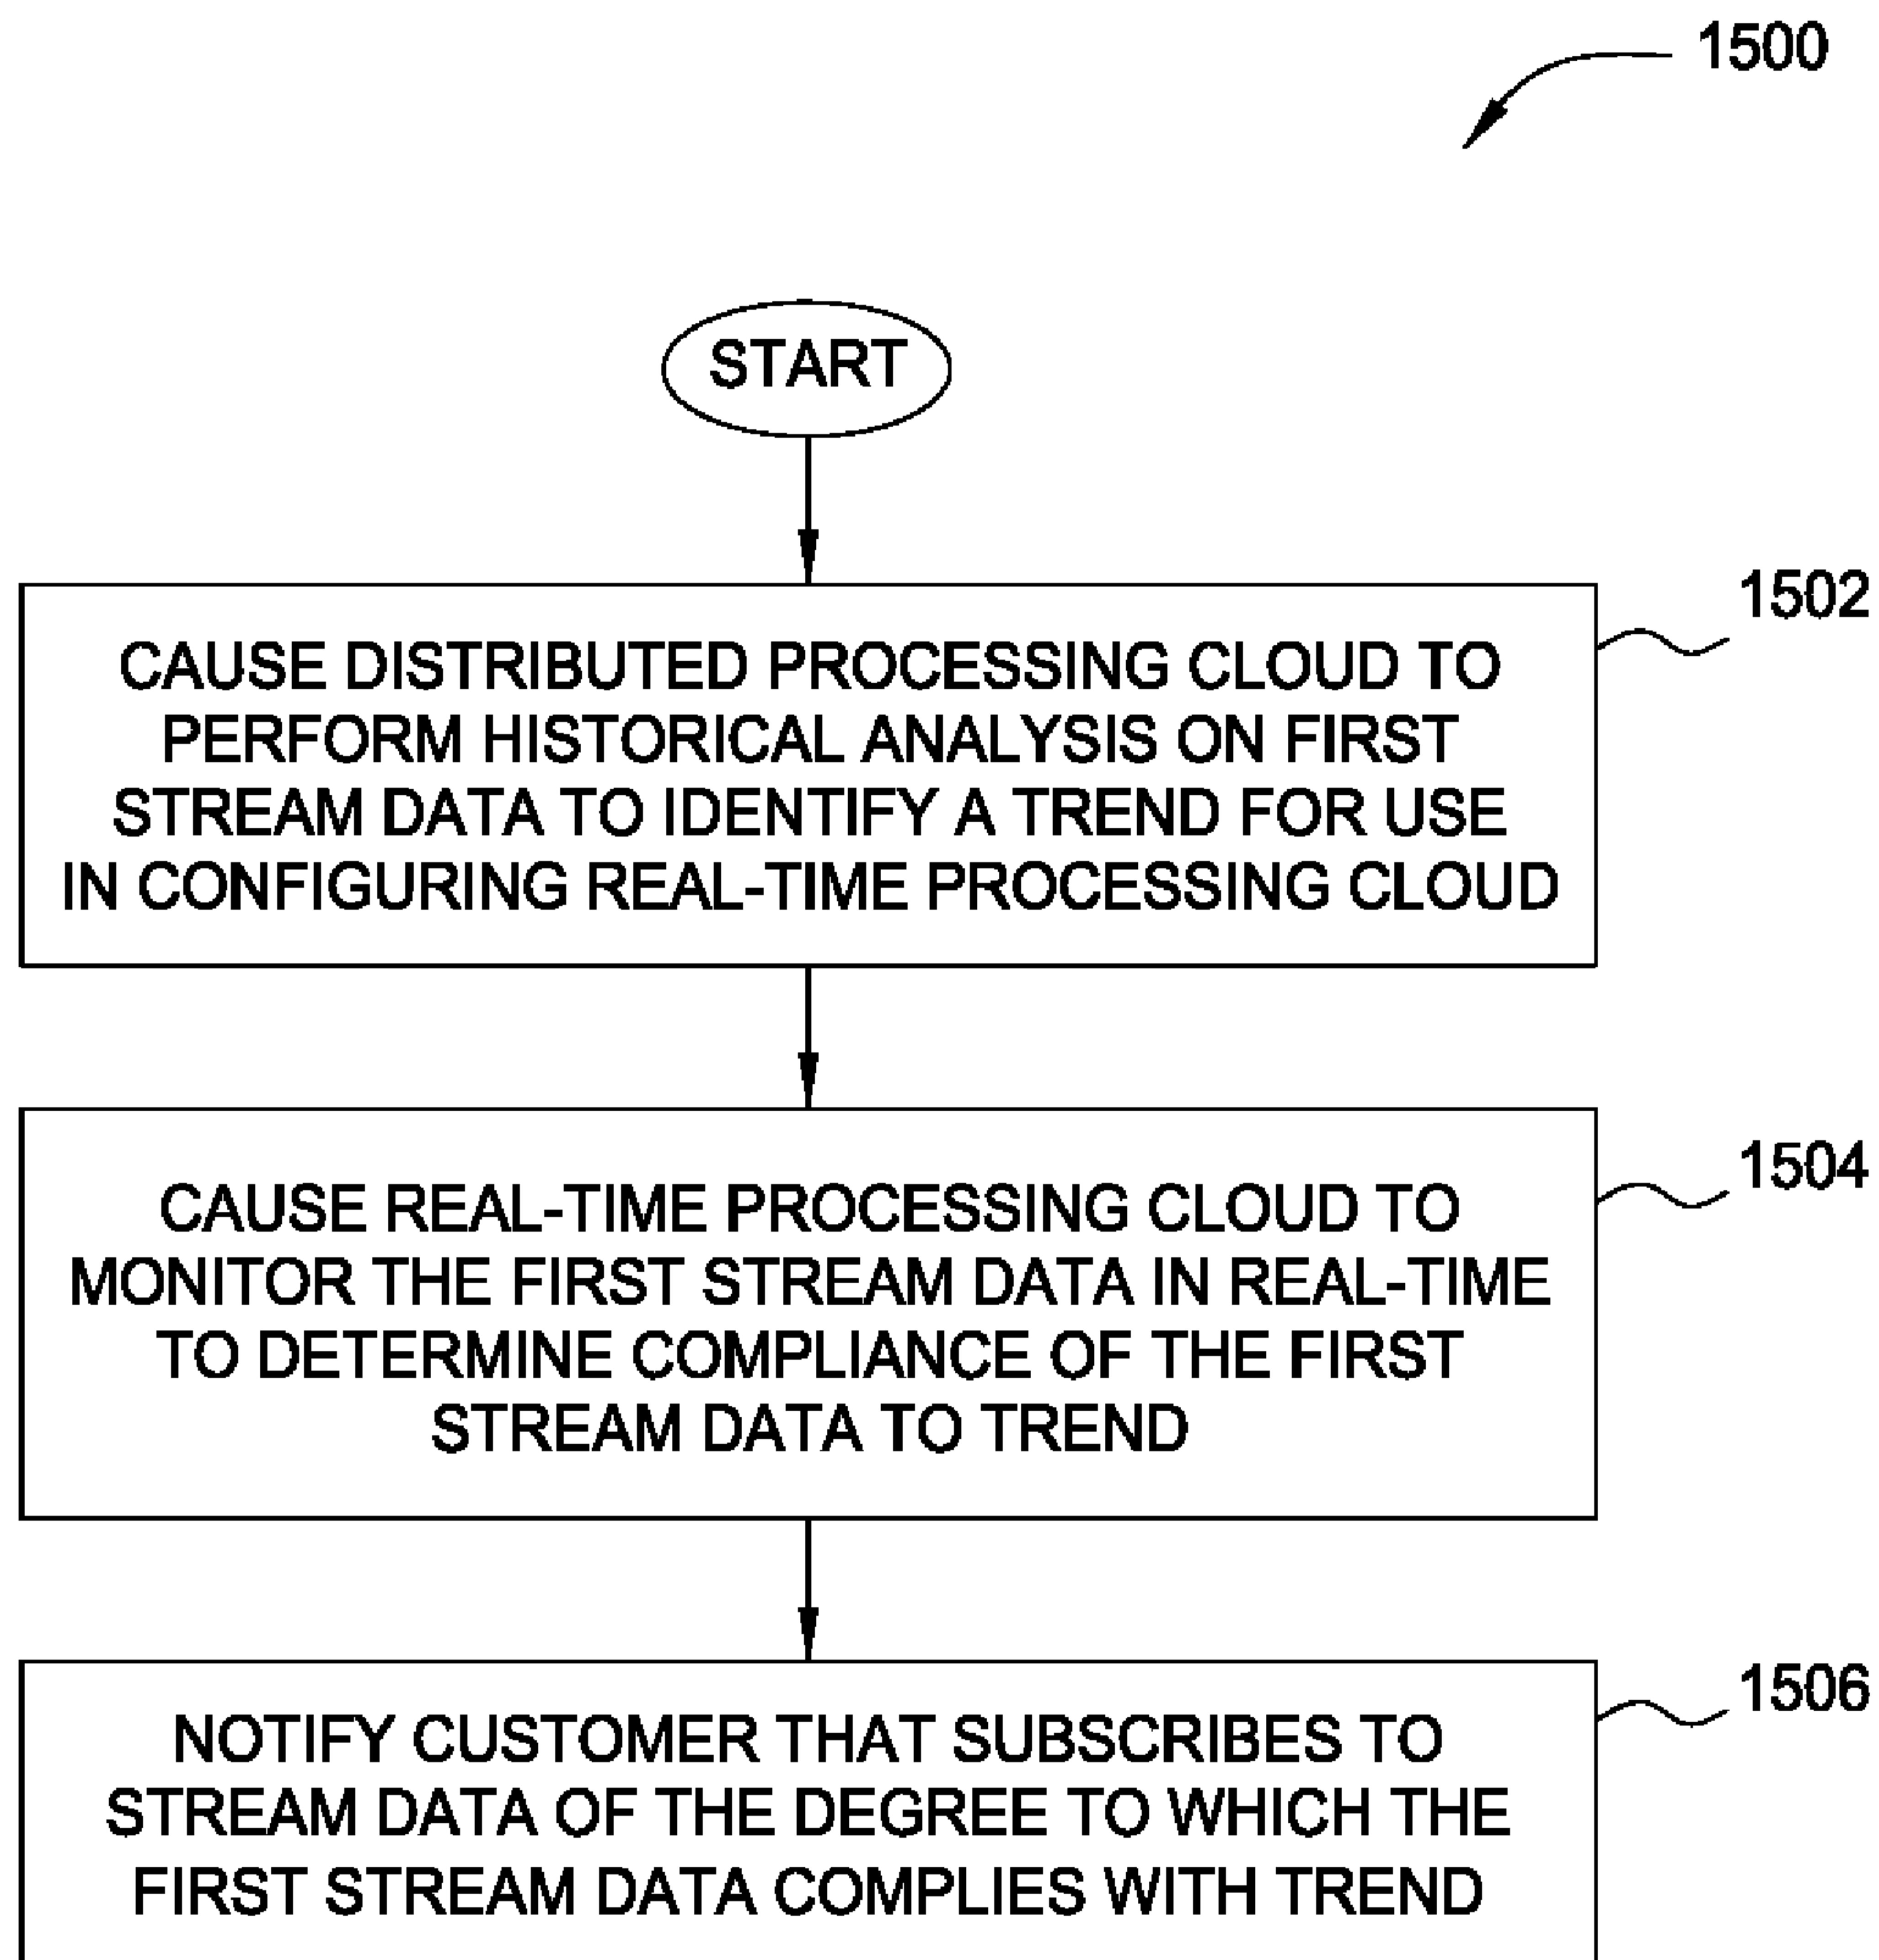 1500
START
1502
CAUSE DISTRIBUTED PROCESSING CLOUD TO
PERFORM HISTORICAL ANALYSIS ON FIRST
STREAM DATA TO IDENTIFY A TREND FOR USE
IN CONFIGURING REAL-TIME PROCESSING CLOUD
1504
CAUSE REAL-TIME PROCESSING CLOUD TO
MONITOR THE FIRST STREAM DATA IN REAL-TIME
TO DETERMINE COMPLIANCE OF THE FIRST
STREAM DATA TO TREND
1506
NOTIFY CUSTOMER THAT SUBSCRIBES TO
STREAM DATA OF THE DEGREE TO WHICH THE
FIRST STREAM DATA COMPLIES WITH TREND